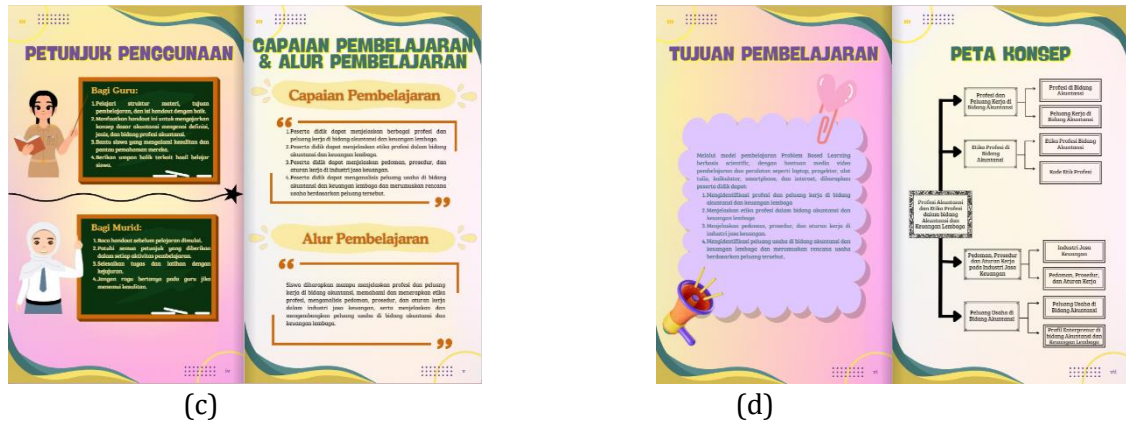 PETUNJUK PENGGUNAAN
Bagi Guru:
1.Pelajari struktur materi, tujuan
pembelajaran, dan isi handout dengan baik.
2.Manfaatkan handout ini untuk mengajarkan
konsep dasar akuntansi mengenai definisi,
jenis, dan bidang profesi akuntansi.
3.Bantu siswa yang mengalami kesulitan dan
pantau pemahaman mereka.
4.Berikan umpan balik terkait hasil belajar
siswa.
Bagi Murid:
1. Baca handout sebelum pelajaran dimulai.
2. Patuhi semua petunjuk yang diberikan
dalam setiap aktivitas pembelajaran.
3. Selesaikan tugas dan latihan dengan
kejujuran.
4. Jangan ragu bertanya pada guru jika
menemui kesulitan.
iv
CAPAIAN PEMBELAJARAN
& ALUR PEMBELAJARAN
Capaian Pembelajaran
1.Peserta didik dapat menjelaskan berbagai profesi dan
peluang kerja di bidang akuntansi dan keuangan lembaga.
2.Peserta didik dapat menjelaskan etika profesi dalam bidang
akuntansi dan keuangan lembaga.
3.Peserta didik dapat menjelaskan pedoman, prosedur, dan
aturan kerja di industri jasa keuangan.
4.Peserta didik dapat menganalisis peluang usaha di bidang
akuntansi dan keuangan lembaga dan merumuskan rencana
usaha berdasarkan peluang tersebut.
Alur Pembelajaran
Siswa diharapkan mampu menjelaskan profesi dan peluang
kerja di bidang akuntansi, memahami dan menerapkan etika
profesi, menganalisis pedoman, prosedur, dan aturan kerja
dalam industri jasa keuangan, serta menjelaskan dan
mengembangkan peluang usaha di bidang akuntansi dan
keuangan lembaga.
v
(c)
TUJUAN PEMBELAJARAN
Melalui model pembelajaran Problem Based Learning
berbasis scientific, dengan bantuan media video
pembelajaran dan peralatan seperti laptop, proyektor, alat
tulis, kalkulator, smartphone, dan internet, diharapkan
peserta didik dapat:
1.Mengidentifikasi profesi dan peluang kerja di bidang
akuntansi dan keuangan lembaga
2.Menjelaskan etika profesi dalam bidang akuntansi dan
keuangan lembaga
3.Menjelaskan pedoman, prosedur, dan aturan kerja di
industri jasa keuangan.
4.Mengidentifikasi peluang usaha di bidang akuntansi dan
keuangan lembaga dan merumuskan rencana usaha
berdasarkan peluang tersebut.
vi
PETA KONSEP
Profesi Akuntansi
dan Etika Profesi
dalam bidang
Akuntansi dan
Keuangan Lembaga
Profesi dan
Peluang Kerja di
Bidang Akuntansi
Profesi di Bidang
Akuntansi
Peluang Kerja di
Bidang Akuntansi
Etika Profesi di
Bidang
Akuntansi
Etika Profesi Bidang
Akuntansi
Kode Etik Profesi
Pedoman, Prosedur
dan Aturan Kerja
pada Industri Jasa
Keuangan
Industri Jasa
Keuangan
Pedoman, Prosedur,
dan Aturan Kerja
Peluang Usaha di
Bidang Akuntansi
Peluang Usaha di
Bidang Akuntansi
Profil Enterpreneur di
bidang Akuntansi dan
Keuangan Lembaga
vii
(d)